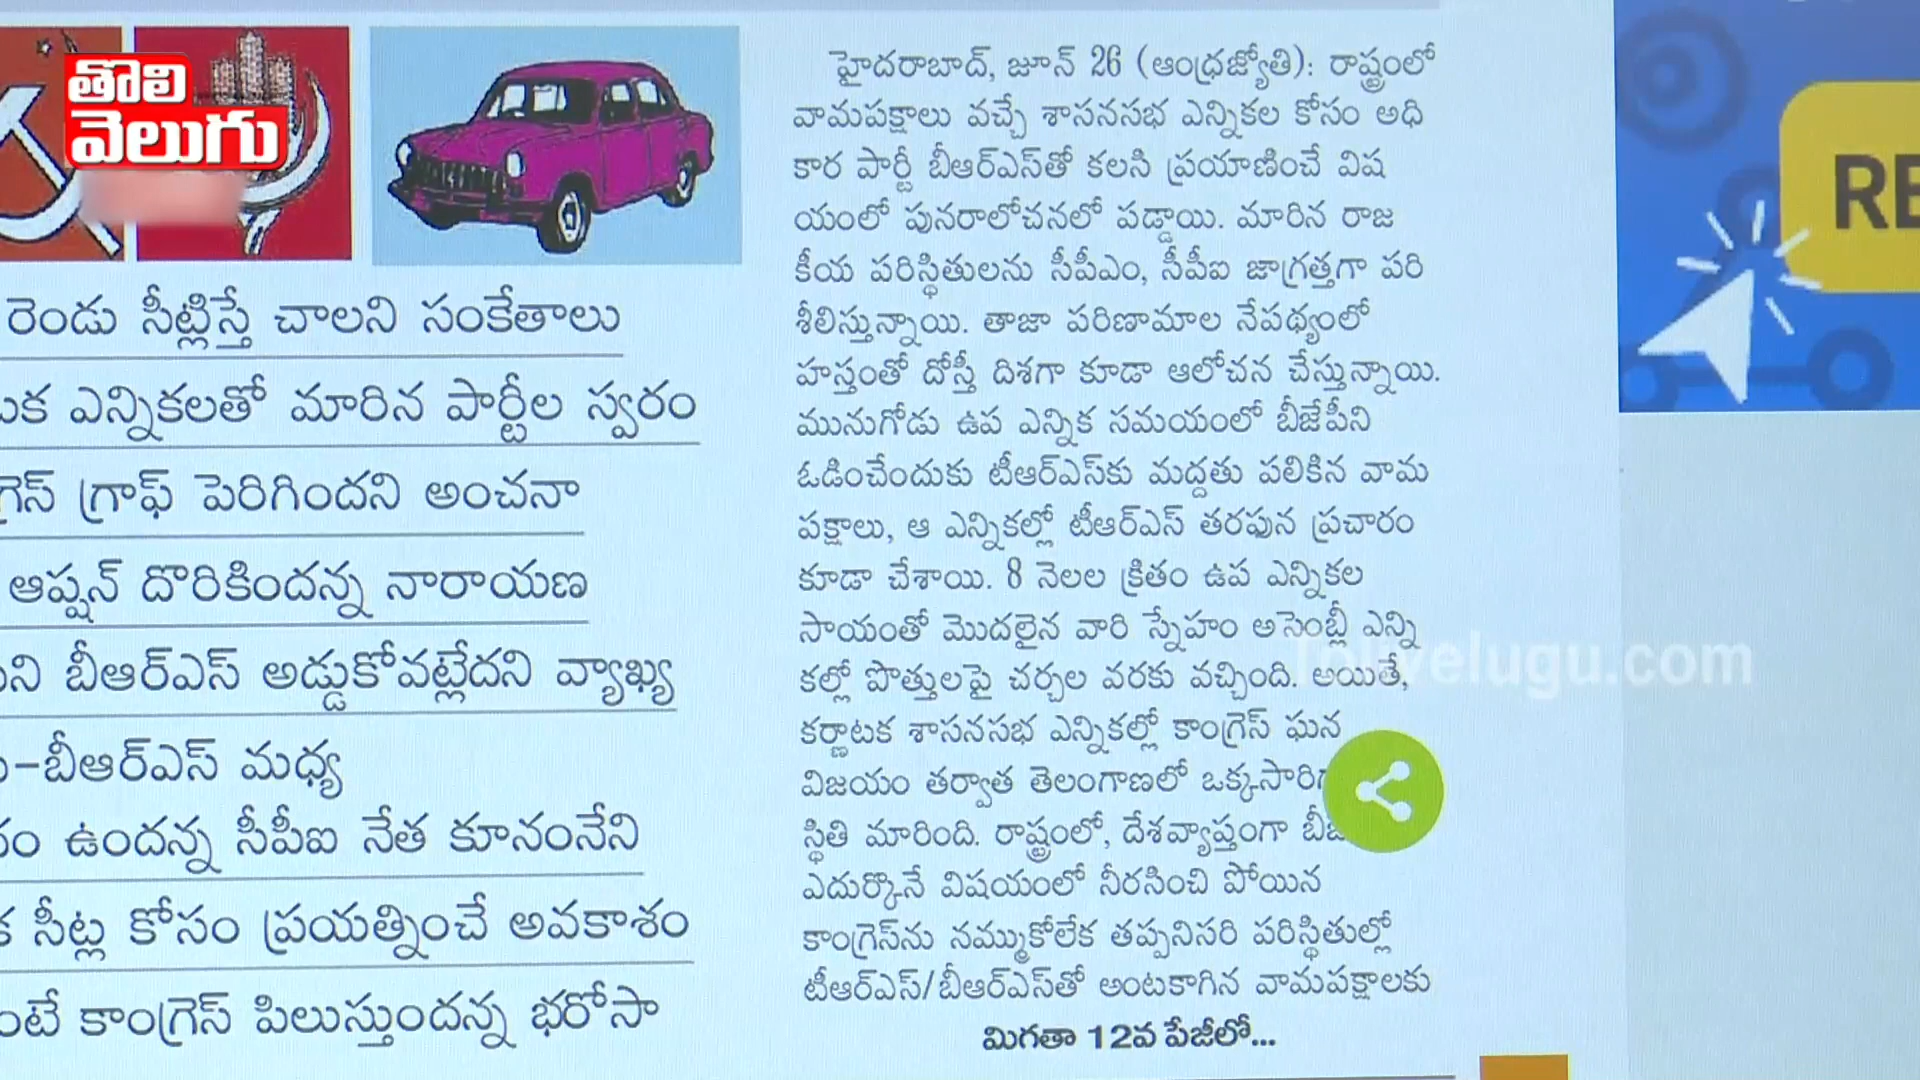 తొలి
వెలుగు
రెండు సీట్లిస్తే చాలని సంకేతాలు
ఎన్నికలతో మారిన పార్టీల స్వరం
గ్రాఫ్ పెరిగిందని అంచనా
ఆప్షన్ దొరికిందన్న నారాయణ
బీఆర్ఎస్ అడ్డుకోవట్లేదని వ్యాఖ్య
-బీఆర్ఎస్ మధ్య
ఉందన్న సీపీఐ నేత కూనంనేని
సీట్ల కోసం ప్రయత్నించే అవకాశం
కాంగ్రెస్ పిలుస్తుందన్న భరోసా
హైదరాబాద్, జూన్ 26 (ఆంధ్రజ్యోతి): రాష్ట్రంలో
వామపక్షాలు వచ్చే శాసనసభ ఎన్నికల కోసం అధి
కార పార్టీ బీఆర్ఎస్‌తో కలసి ప్రయాణించే విష
యంలో పునరాలోచనలో పడ్డాయి. మారిన రాజ
కీయ పరిస్థితులను సీపీఎం, సీపీఐ జాగ్రత్తగా పరి
శీలిస్తున్నాయి. తాజా పరిణామాల నేపథ్యంలో
హస్తంతో దోస్తీ దిశగా కూడా ఆలోచన చేస్తున్నాయి.
మునుగోడు ఉప ఎన్నిక సమయంలో బీజేపీని
ఓడించేందుకు టీఆర్ఎస్‌కు మద్దతు పలికిన వామ
పక్షాలు, ఆ ఎన్నికల్లో టీఆర్ఎస్ తరఫున ప్రచారం
కూడా చేశాయి. 8 నెలల క్రితం ఉప ఎన్నికల
సాయంతో మొదలైన వారి స్నేహం అసెంబ్లీ ఎన్ని
కల్లో పొత్తులపై చర్చల వరకు వచ్చింది. అయితే,
కర్ణాటక శాసనసభ ఎన్నికల్లో కాంగ్రెస్ ఘన
విజయం తర్వాత తెలంగాణలో
స్థితి మారింది. రాష్ట్రంలో, దేశవ్యాప్తంగా
ఎదుర్కొనే విషయంలో నీరసించి పోయిన
కాంగ్రెస్‌ను నమ్ముకోలేక తప్పనిసరి పరిస్థితుల్లో
టీఆర్ఎస్/బీఆర్ఎస్‌తో అంటకాగిన వామపక్షాలకు
మిగతా 12వ పేజీలో...
Tolivelugu.com